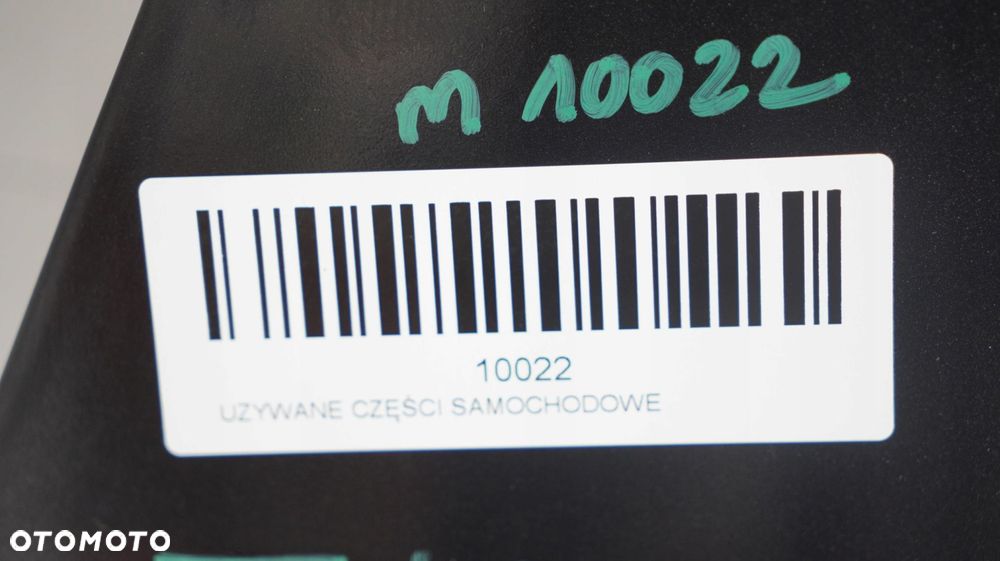 m 10022
10022
UZYWANE CZĘŚCI SAMOCHODOWE
OTOMOTO